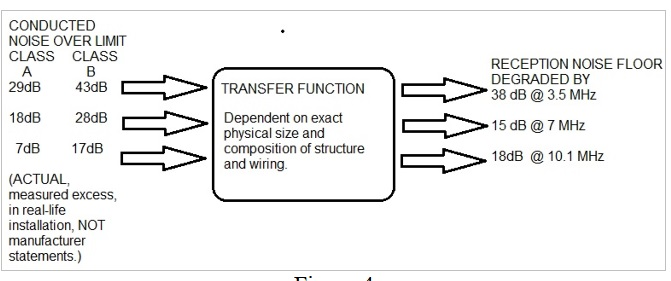 CONDUCTED
NOISE OVER LIMIT
CLASS CLASS
A B
29dB 43dB
18dB 28dB
7dB 17dB
(ACTUAL,
measured excess,
in real-life
installation, NOT
manufacturer
statements.)
TRANSFER FUNCTION
Dependent on exact
physical size and
composition of structure
and wiring.
RECEPTION NOISE FLOOR
DEGRADED BY
38 dB @ 3.5 MHz
15 dB @ 7 MHz
18dB @ 10.1 MHz